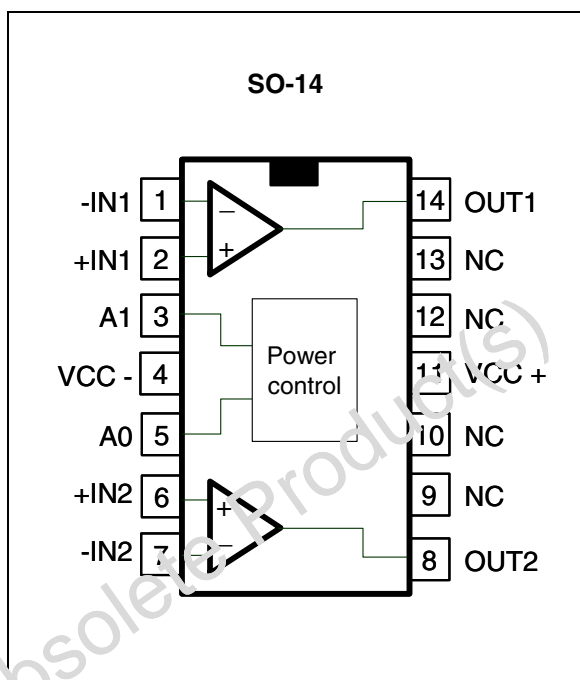 SO-14
-IN1 1
14 OUT1
+IN1 2
13 NC
A1 3
12 NC
VCC - 4
11 VCC +
A0 5
10 NC
+IN2 6
9 NC
-IN2 7
8 OUT2
−
+
Power
control
+
−
bsolete Product(s)